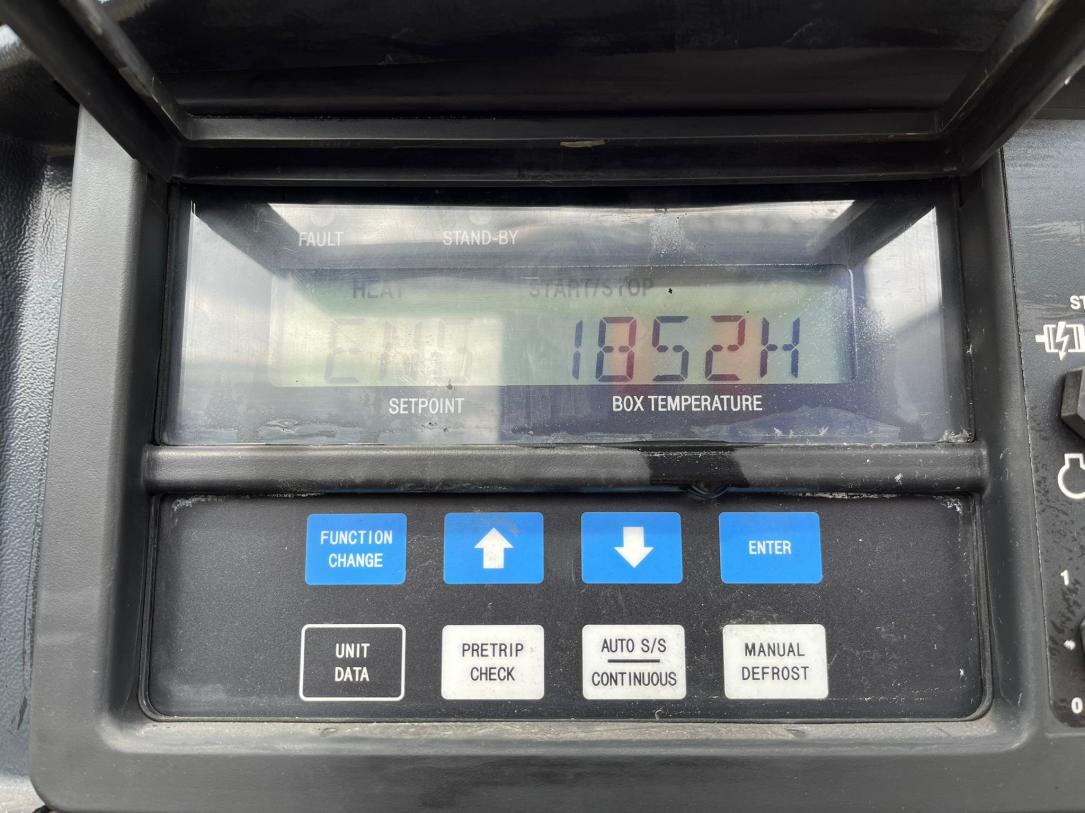 FAULT STAND-BY
HEAT START/STOP
ENG 1852H
SETPOINT BOX TEMPERATURE
FUNCTION
CHANGE
ENTER
UNIT
DATA
PRETRIP
CHECK
AUTO S/S
CONTINUOUS
MANUAL
DEFROST
ST
1
0